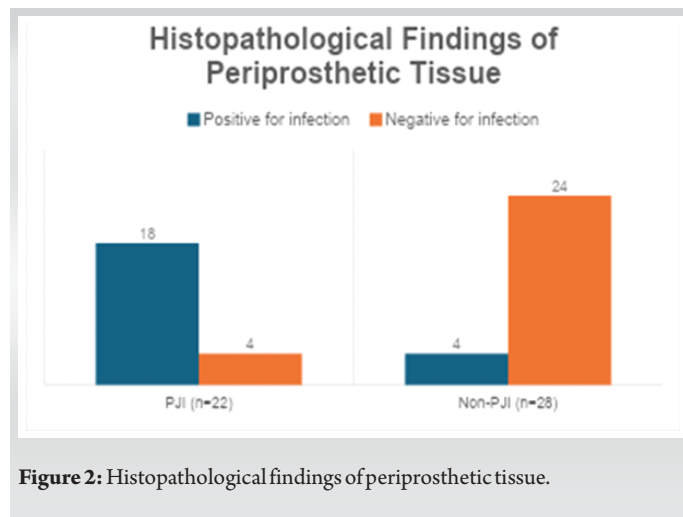 Histopathological Findings of
Periprosthetic Tissue
Positive for infection Negative for infection
18
4
4
24
PJI (n=22)
Non-PJI (n=28)
Figure 2: Histopathological findings of periprosthetic tissue.